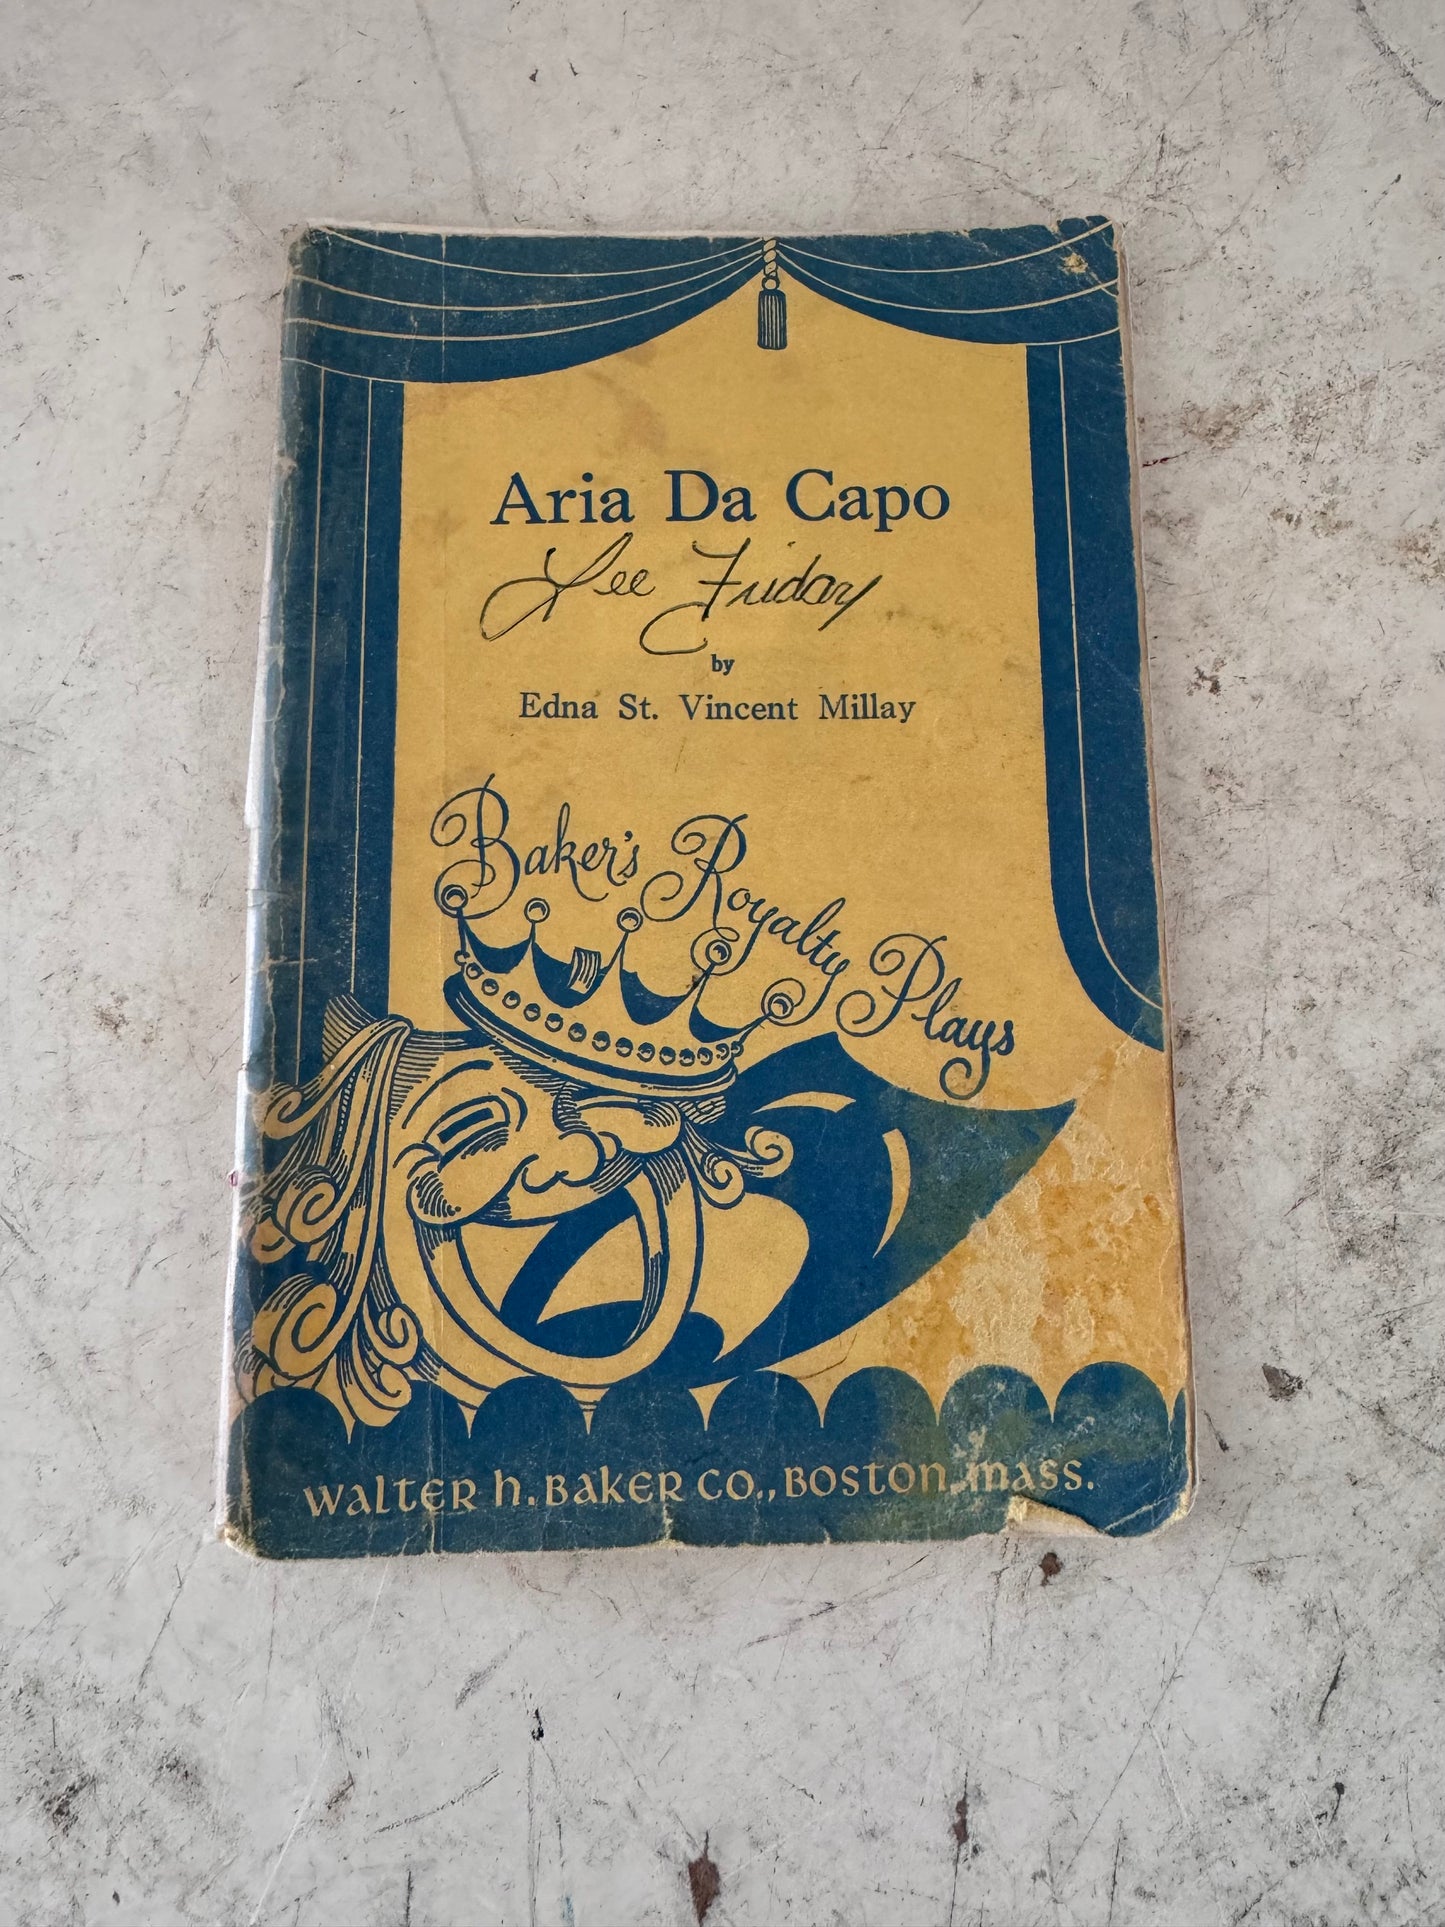 Aria Da Capo
Lee Friday
by
Edna St. Vincent Millay
Baker's Royalty Plays
Walter h. Baker Co., Boston, Mass.